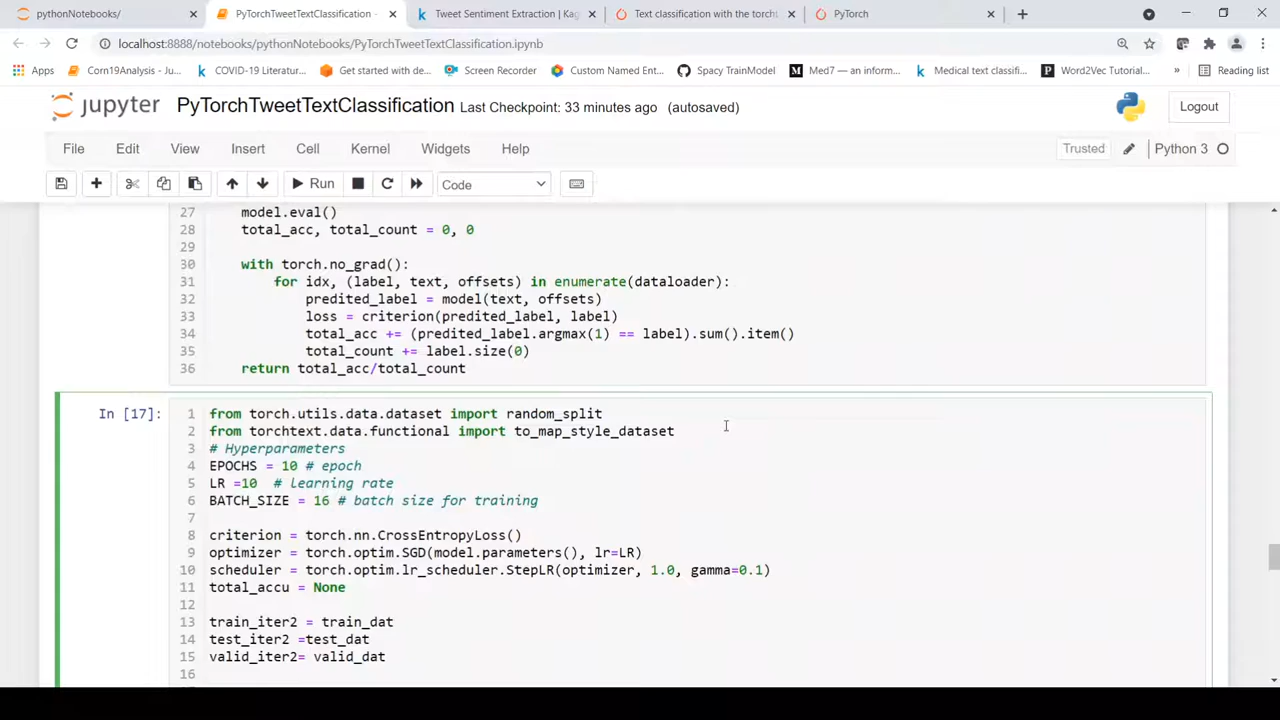 pythonNotebooks/
PyTorchTweetTextClassification -
Tweet Sentiment Extraction | Kag
Text classification with the torcht
PyTorch
localhost:8888/notebooks/pythonNotebooks/PyTorchTweetTextClassification.ipynb
Apps
Corn19Analysis - Ju...
COVID-19 Literatur...
Get started with de...
Screen Recorder
Custom Named Ent...
Spacy TrainModel
Med7 — an inform...
Medical text classifi...
Word2Vec Tutorial...
»
Reading list
jupyter
PyTorchTweetTextClassification Last Checkpoint: 33 minutes ago (autosaved)
Logout
File Edit View Insert Cell Kernel Widgets Help
Trusted
Python 3
Run
Code
27 model.eval()
28 total_acc, total_count = 0, 0
29
30 with torch.no_grad():
31 for idx, (label, text, offsets) in enumerate(dataloader):
32 predited_label = model(text, offsets)
33 loss = criterion(predited_label, label)
34 total_acc += (predited_label.argmax(1) == label).sum().item()
35 total_count += label.size(0)
36 return total_acc/total_count
In [17]:
1 from torch.utils.data.dataset import random_split
2 from torchtext.data.functional import to_map_style_dataset
3 # Hyperparameters
4 EPOCHS = 10 # epoch
5 LR =10 # learning rate
6 BATCH_SIZE = 16 # batch size for training
7
8 criterion = torch.nn.CrossEntropyLoss()
9 optimizer = torch.optim.SGD(model.parameters(), lr=LR)
10 scheduler = torch.optim.lr_scheduler.StepLR(optimizer, 1.0, gamma=0.1)
11 total_accu = None
12
13 train_iter2 = train_dat
14 test_iter2 =test_dat
15 valid_iter2= valid_dat
16